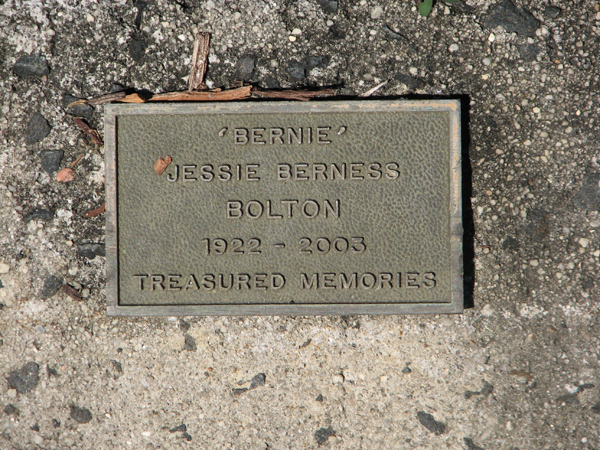 'BERNIE'
JESSIE BERNESS
BOLTON
1922 - 2003
TREASURED MEMORIES